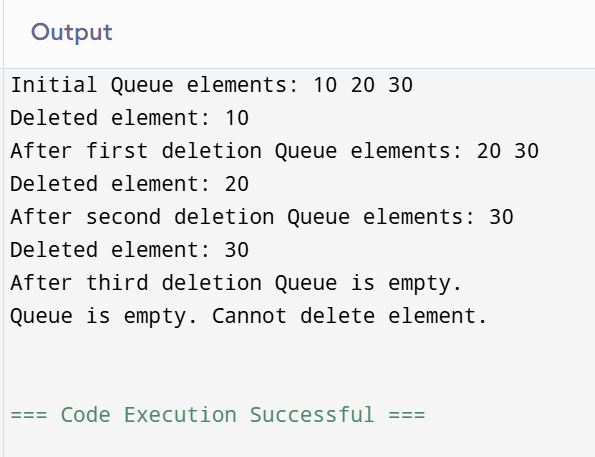 Output
Initial Queue elements: 10 20 30
Deleted element: 10
After first deletion Queue elements: 20 30
Deleted element: 20
After second deletion Queue elements: 30
Deleted element: 30
After third deletion Queue is empty.
Queue is empty. Cannot delete element.
=== Code Execution Successful ===